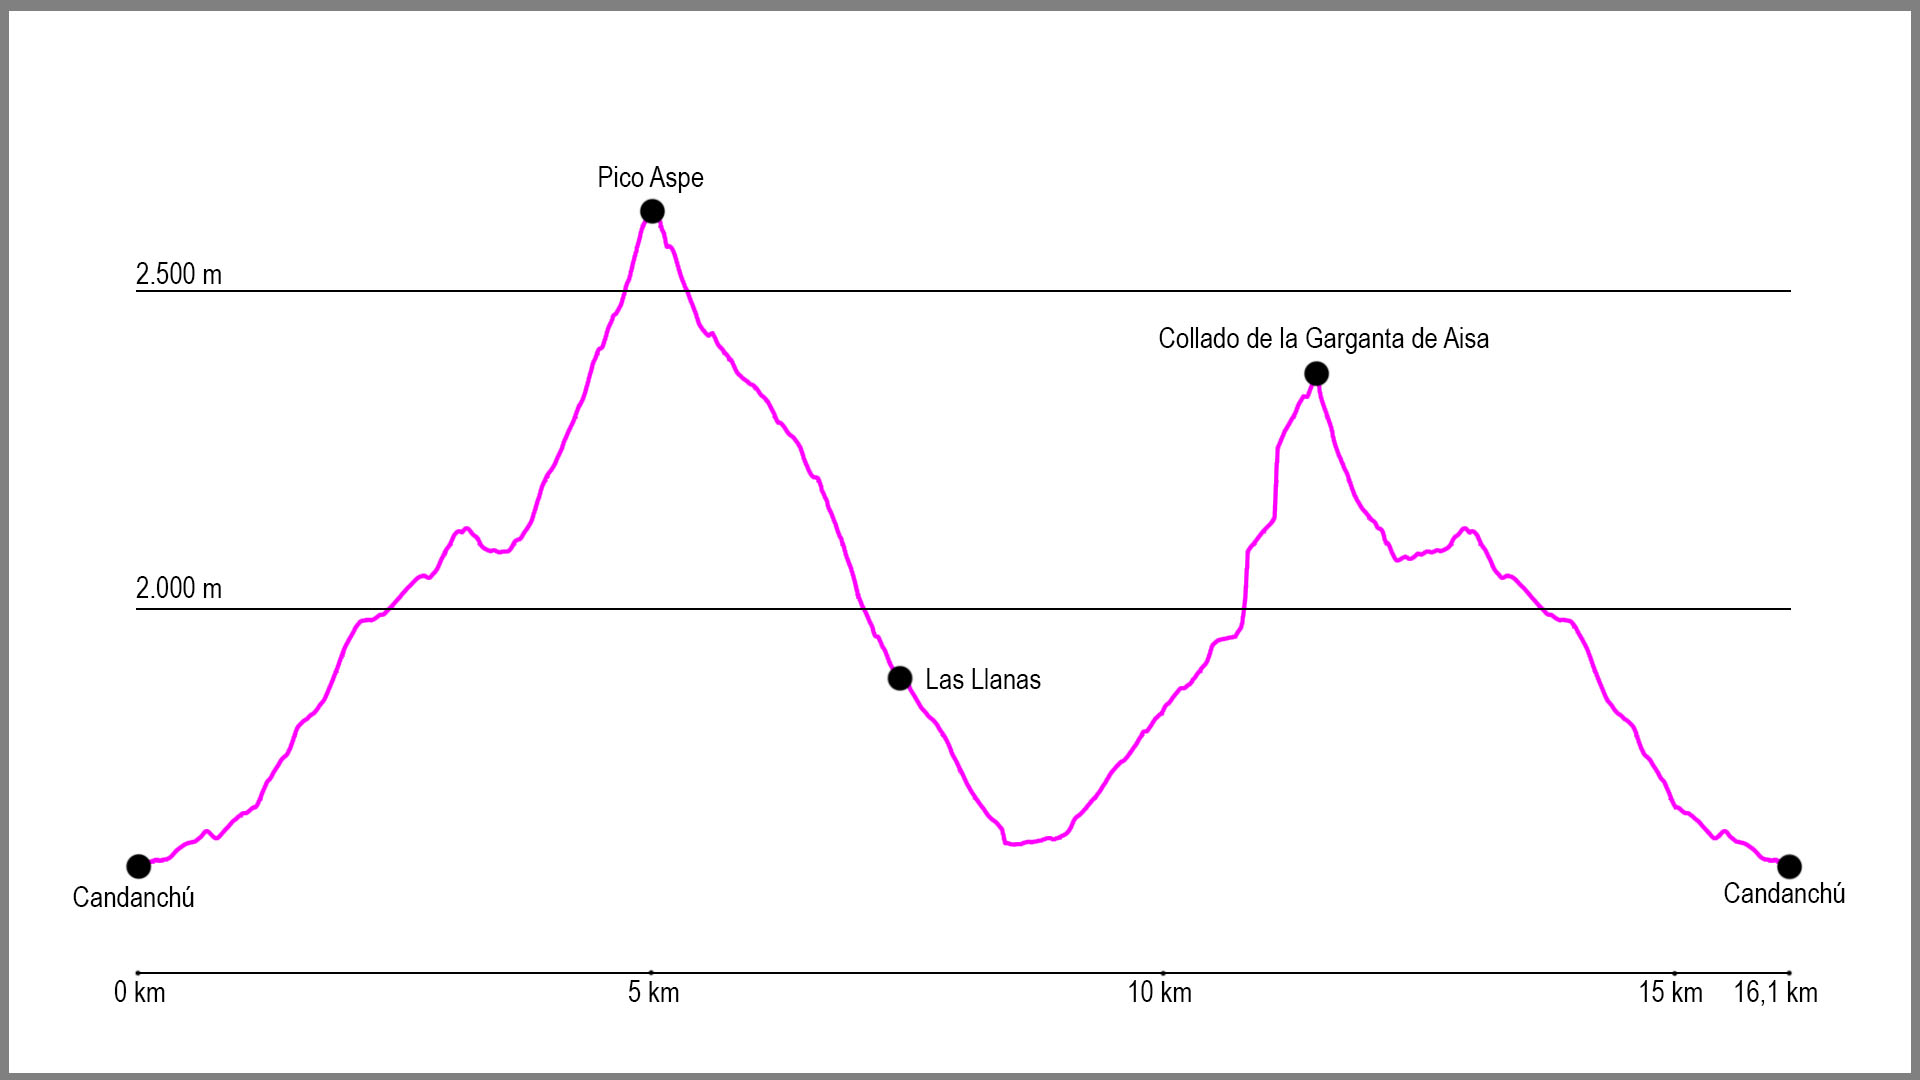 Pico Aspe
2.500 m
Collado de la Garganta de Aisa
2.000 m
Las Llanas
Candanchú
Candanchú
0 km
5 km
10 km
15 km
16,1 km